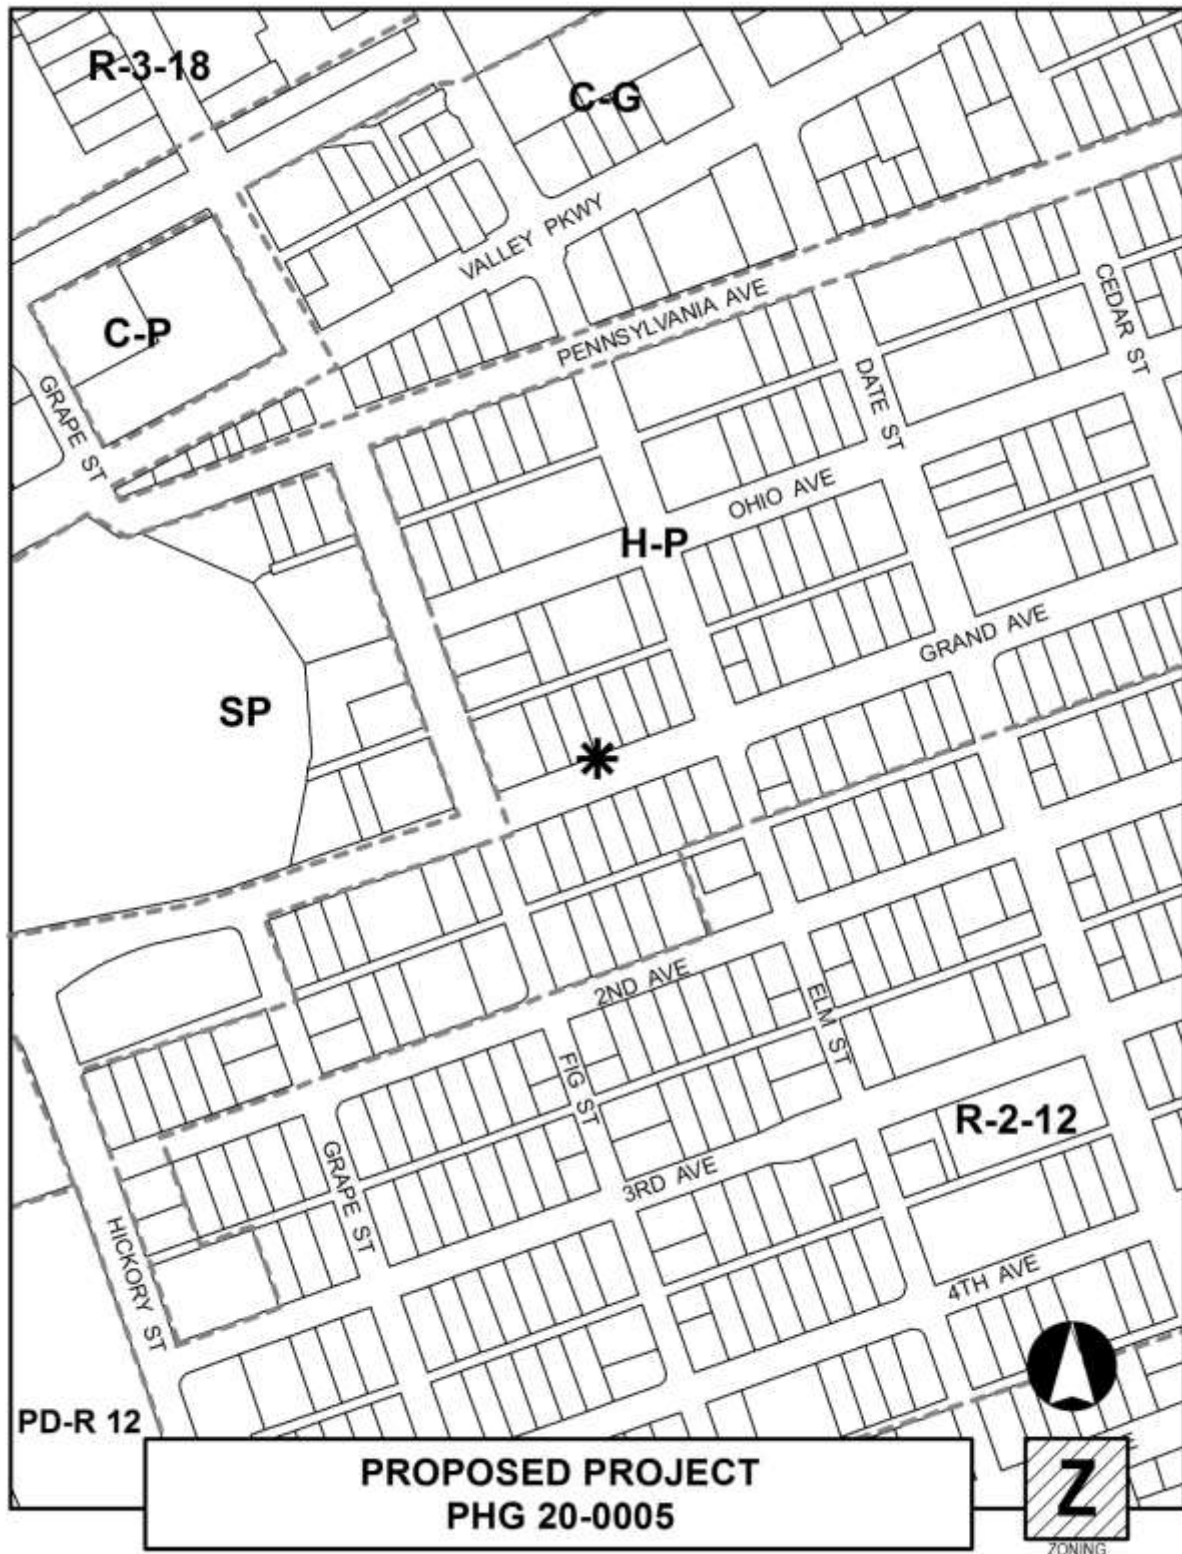 R-3-18
C-G
VALLEY PKWY
C-P
PENNSYLVANIA AVE
CEDAR ST
GRAPE ST
DATE ST
OHIO AVE
H-P
GRAND AVE
SP
2ND AVE
ELM ST
FIG ST
R-2-12
GRAPE ST
3RD AVE
HICKORY ST
4TH AVE
PD-R 12
PROPOSED PROJECT
PHG 20-0005
Z
ZONING